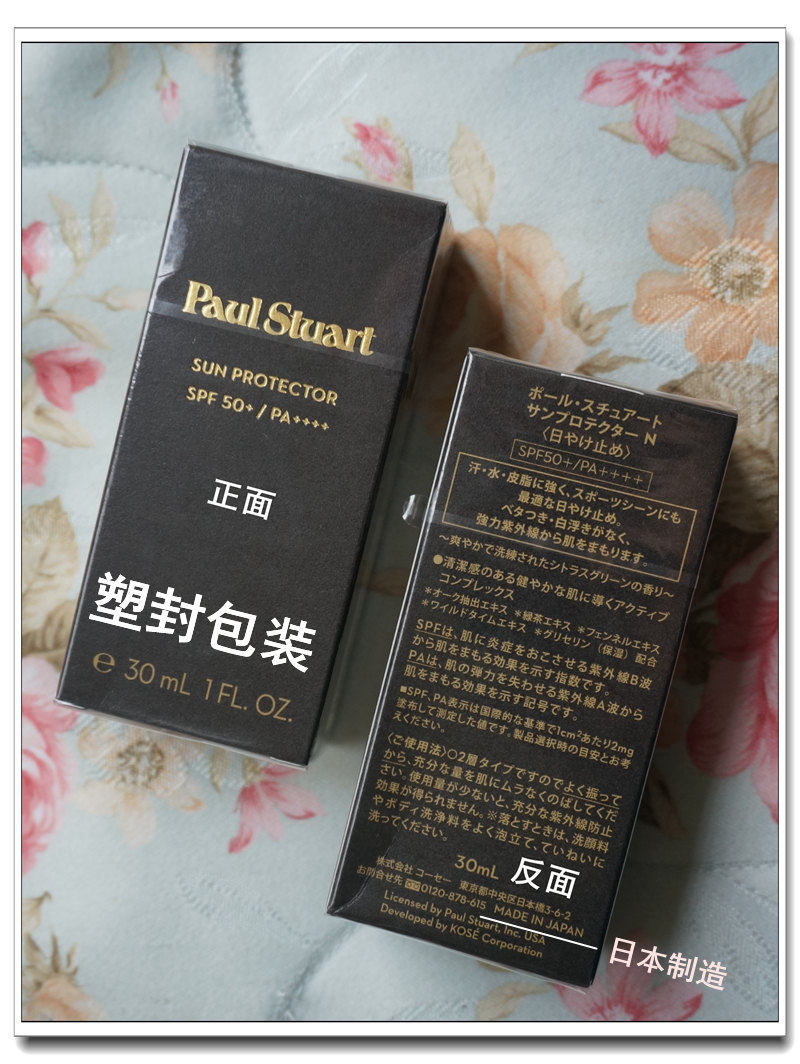 Paul Stuart
SUN PROTECTOR
SPF 50+ / PA++++
正面
塑封包装
℮ 30 mL 1 FL. OZ.
ポール・スチュアート
サンプロテクター N
〈日やけ止め〉
SPF50+/PA++++
汗・水・皮脂に強く、スポーツシーンにも
最適な日やけ止め。
ベタつき・白浮きがなく、
強力紫外線から肌をまもります。
～爽やかで洗練されたシトラスグリーンの香り～
●清潔感のある健やかな肌に導くアクティブ
コンプレックス
＊オーク抽出エキス ＊緑茶エキス ＊フェンネルエキス
＊ワイルドタイムエキス ＊グリセリン（保湿）配合
SPFは、肌に炎症をおこさせる紫外線B波
から肌をまもる効果を示す指数です。
PAは、肌の弾力を失わせる紫外線A波から
肌をまもる効果を示す記号です。
■SPF、PA表示は国際的な基準で1cm²あたり2mg
塗布して測定した値です。製品選択時の目安とお考
えください。
〈ご使用法〉○2層タイプですのでよく振って
から、充分な量を肌にムラなくのばしてくだ
さい。使用量が少ないと、充分な紫外線防止
効果が得られません。※落とすときは、洗顔料
やボディ洗浄料をよく泡立て、ていねいに
洗ってください。
30mL
反面
株式会社 コーセー 東京都中央区日本橋3-6-2
お問合せ先 0120-878-615 MADE IN JAPAN
Licensed by Paul Stuart, Inc. USA
Developed by KOSÉ Corporation
日本制造